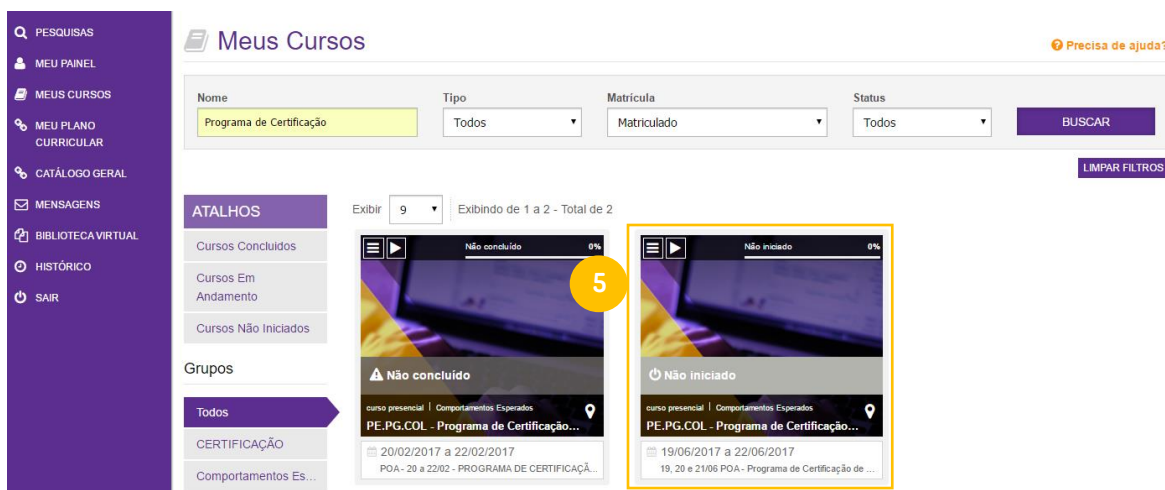 PESQUISAS
MEU PAINEL
MEUS CURSOS
MEU PLANO
CURRICULAR
CATÁLOGO GERAL
MENSAGENS
BIBLIOTECA VIRTUAL
HISTÓRICO
SAIR
Meus Cursos
Precisa de ajuda?
Nome
Tipo
Matrícula
Status
Programa de Certificação
Todos
Matriculado
Todos
BUSCAR
LIMPAR FILTROS
ATALHOS
Cursos Concluidos
Cursos Em
Andamento
Cursos Não Iniciados
Grupos
Todos
CERTIFICAÇÃO
Comportamentos Es...
Exibir 9 Exibindo de 1 a 2 - Total de 2
Não concluído 0%
Não concluído
curso presencial | Comportamentos Esperados
PE.PG.COL - Programa de Certificação...
20/02/2017 a 22/02/2017
POA - 20 a 22/02 - PROGRAMA DE CERTIFICAÇÃ...
5
Não iniciado 0%
Não iniciado
curso presencial | Comportamentos Esperados
PE.PG.COL - Programa de Certificação...
19/06/2017 a 22/06/2017
19, 20 e 21/06 POA - Programa de Certificação de ...